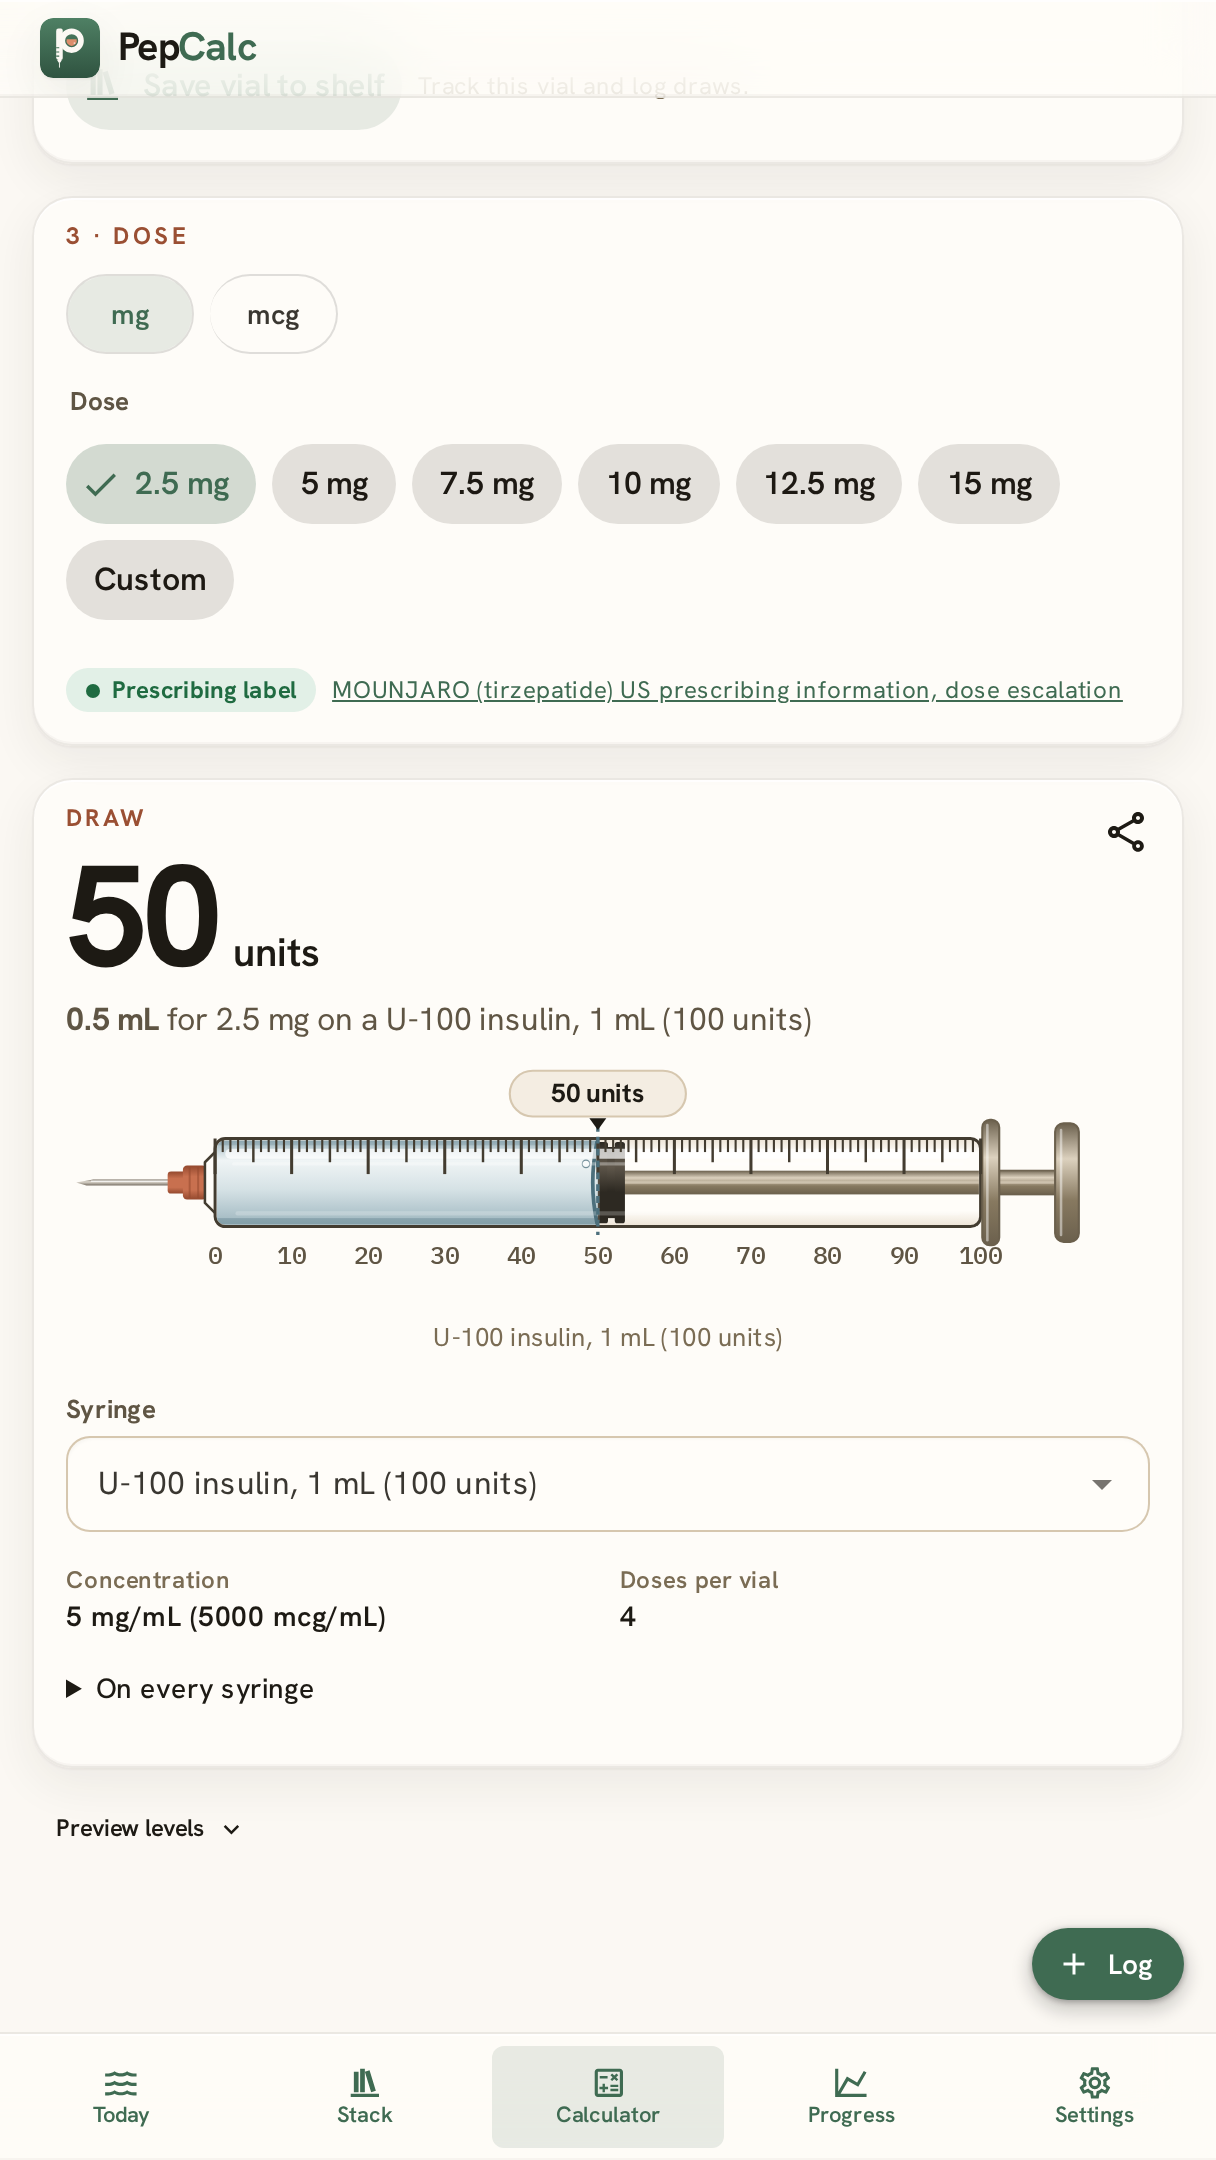 PepCalc
Save vial to shelf Track this vial and log draws.
3 · DOSE
mg mcg
Dose
2.5 mg 5 mg 7.5 mg 10 mg 12.5 mg 15 mg
Custom
Prescribing label MOUNJARO (tirzepatide) US prescribing information, dose escalation
DRAW
50 units
0.5 mL for 2.5 mg on a U-100 insulin, 1 mL (100 units)
50 units
0 10 20 30 40 50 60 70 80 90 100
U-100 insulin, 1 mL (100 units)
Syringe
U-100 insulin, 1 mL (100 units)
Concentration Doses per vial
5 mg/mL (5000 mcg/mL) 4
On every syringe
Preview levels
Log
Today Stack Calculator Progress Settings